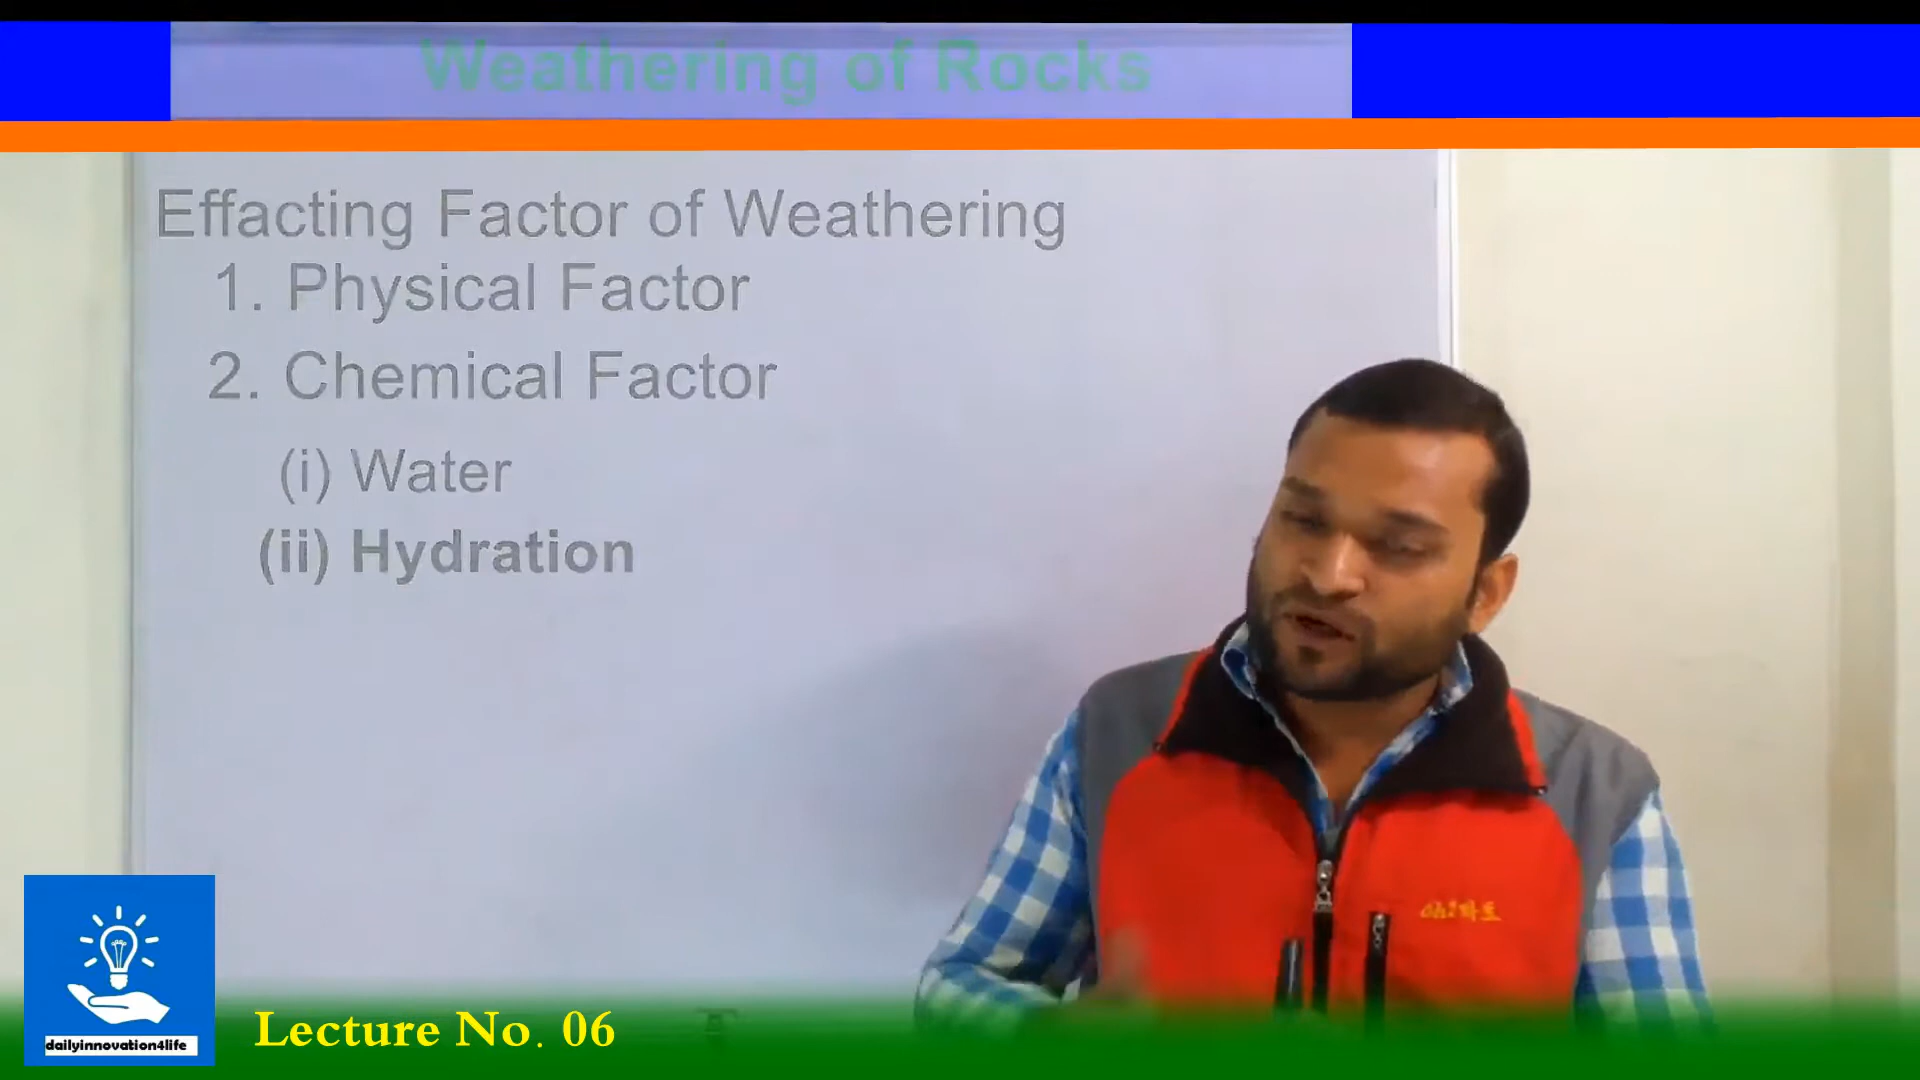 Weathering of Rocks
Effacting Factor of Weathering
1. Physical Factor
2. Chemical Factor
(i) Water
(ii) Hydration
dailyinnovation4life
Lecture No. 06